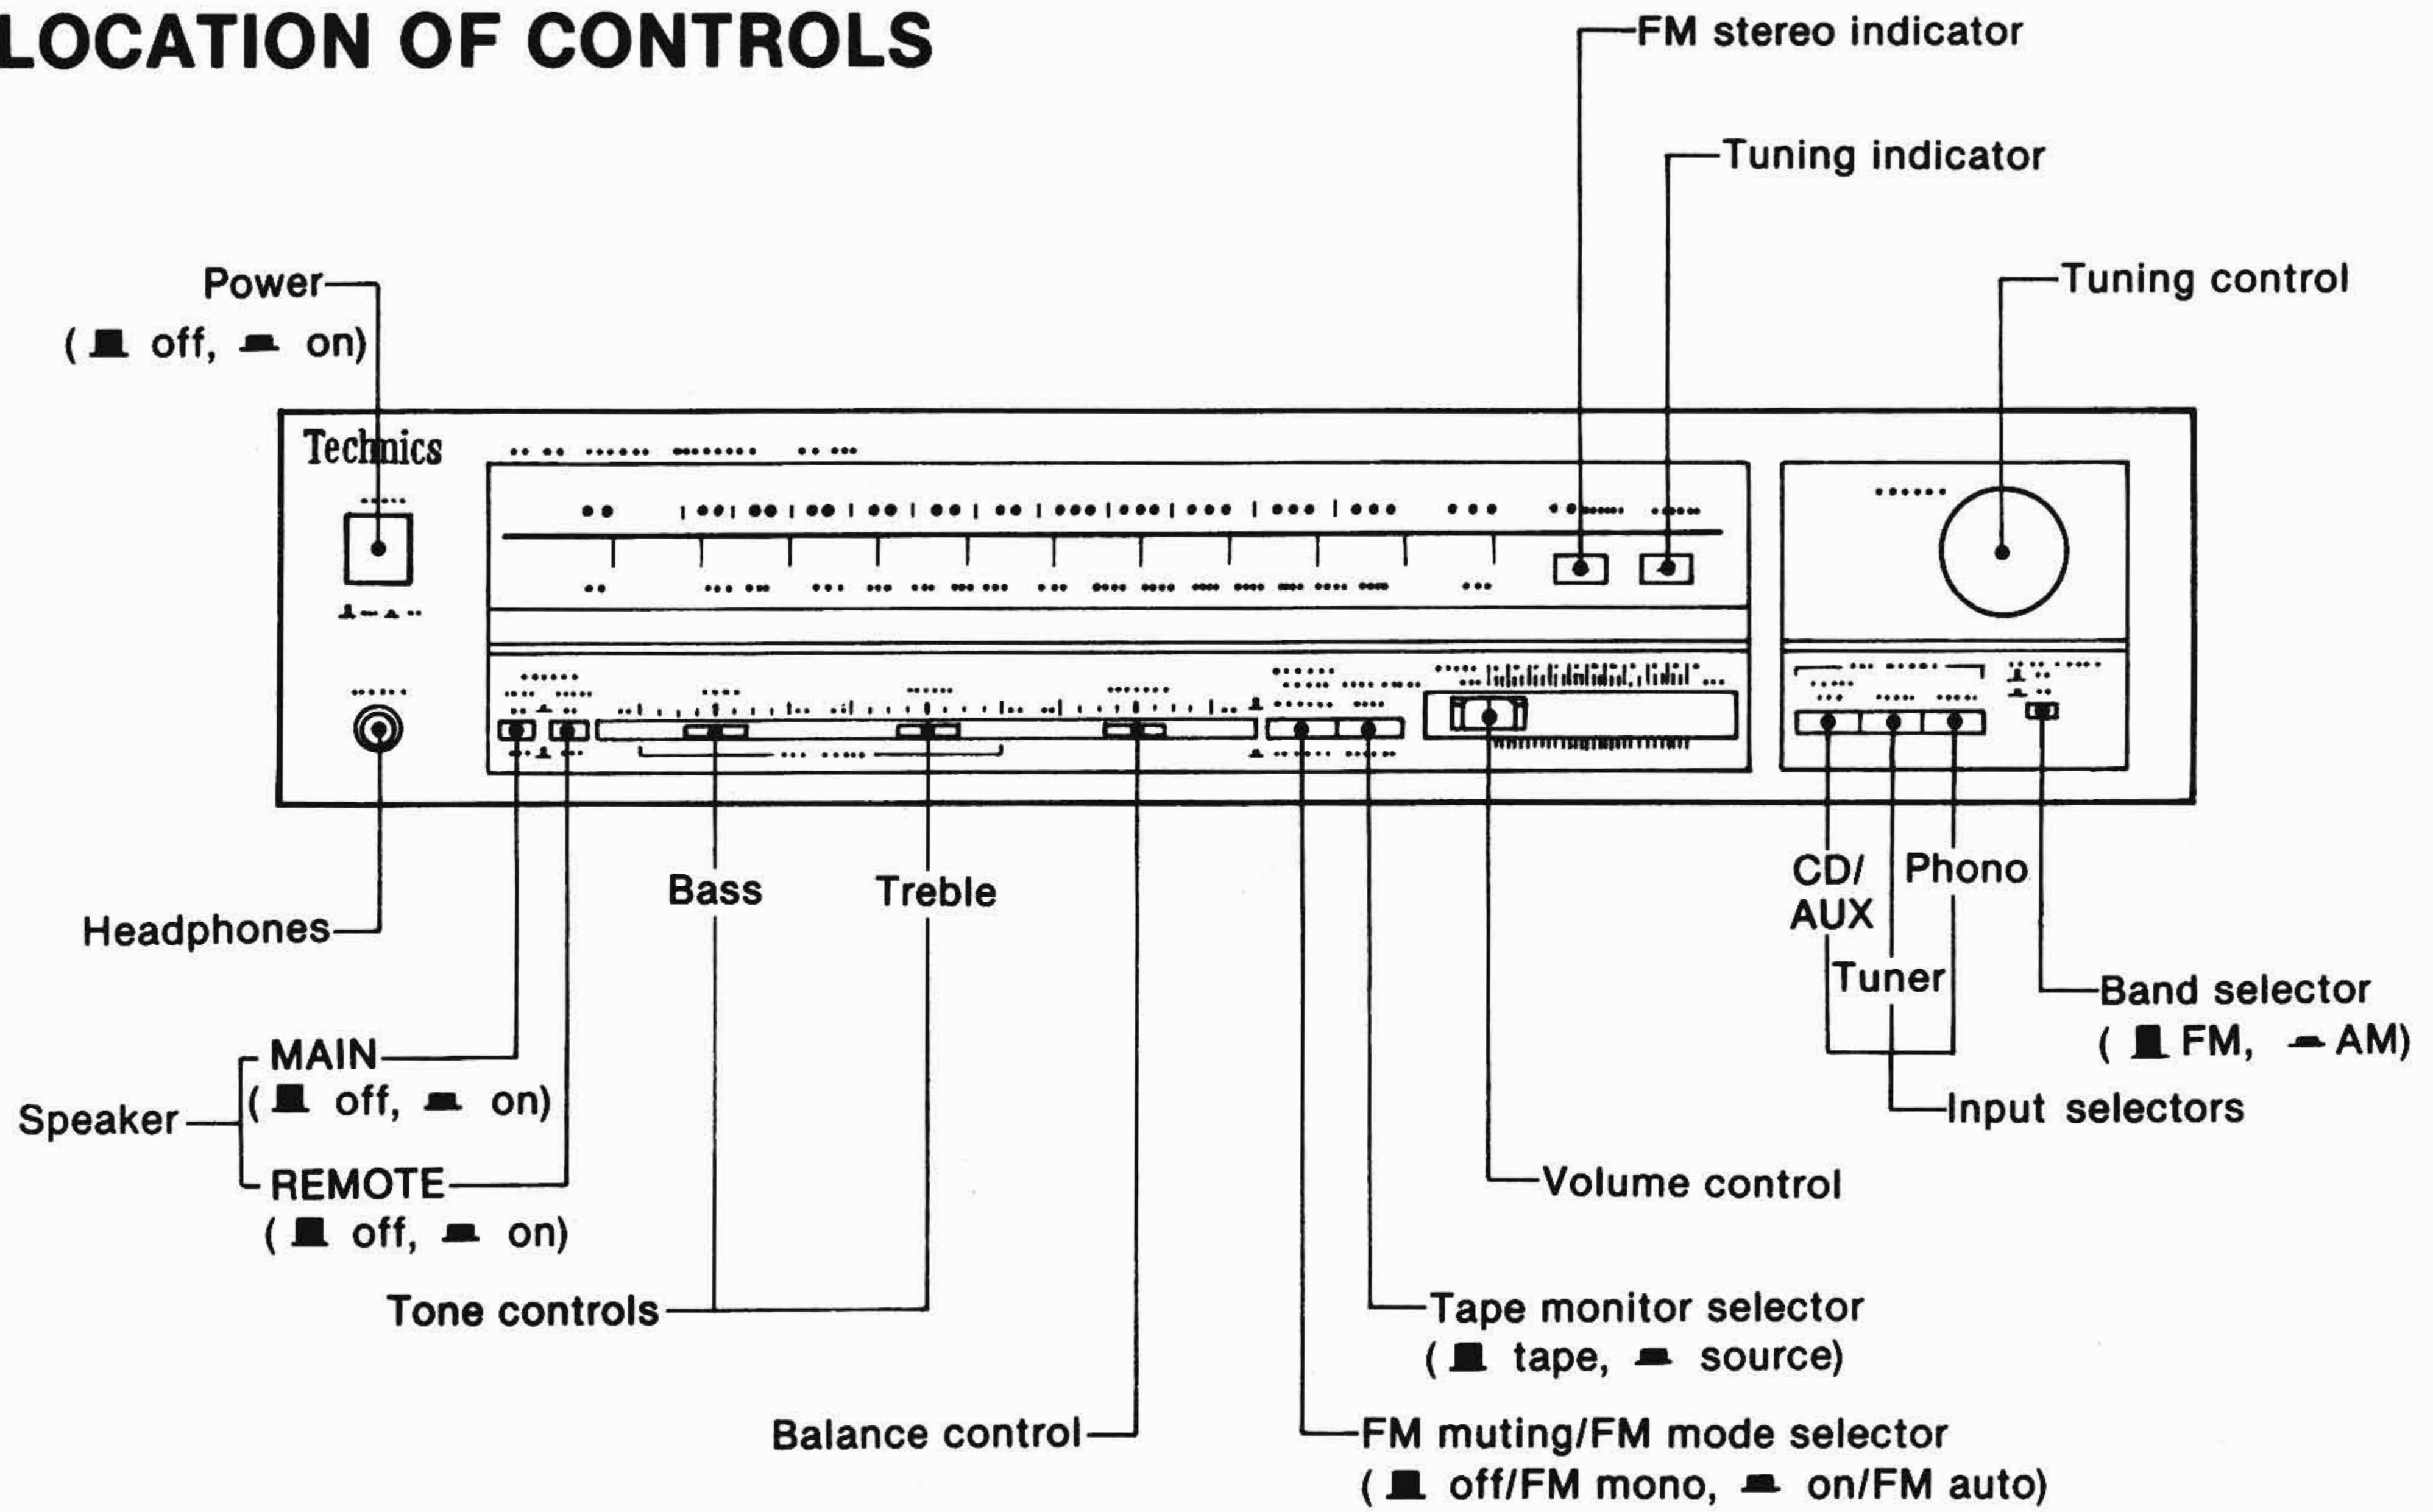 LOCATION OF CONTROLS
FM stereo indicator
Tuning indicator
Tuning control
Power
( off, on)
Technics
Headphones
Bass
Treble
CD/
AUX
Phono
Tuner
Band selector
( FM, AM)
Input selectors
Speaker
MAIN
( off, on)
REMOTE
( off, on)
Volume control
Tone controls
Tape monitor selector
( tape, source)
Balance control
FM muting/FM mode selector
( off/FM mono, on/FM auto)